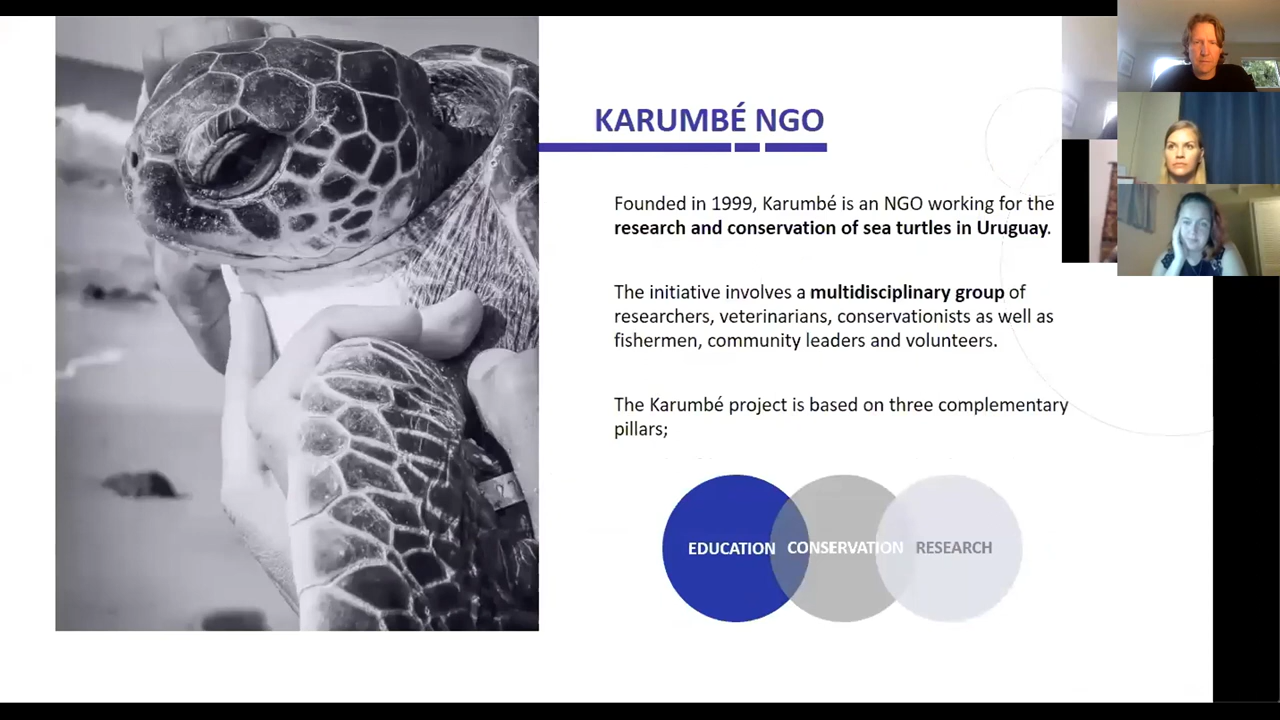 KARUMBÉ NGO
Founded in 1999, Karumbé is an NGO working for the
research and conservation of sea turtles in Uruguay.
The initiative involves a multidisciplinary group of
researchers, veterinarians, conservationists as well as
fishermen, community leaders and volunteers.
The Karumbé project is based on three complementary
pillars;
EDUCATION
CONSERVATION
RESEARCH